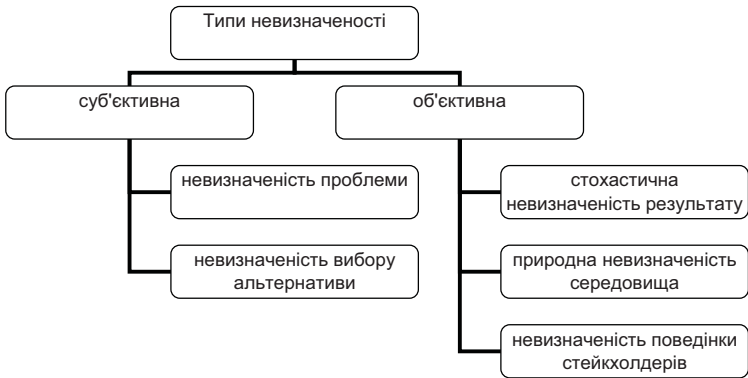 Типи невизначеності
суб'єктивна
об'єктивна
невизначеність проблеми
невизначеність вибору
альтернативи
стохастична
невизначеність результату
природна невизначеність
середовища
невизначеність поведінки
стейкхолдерів